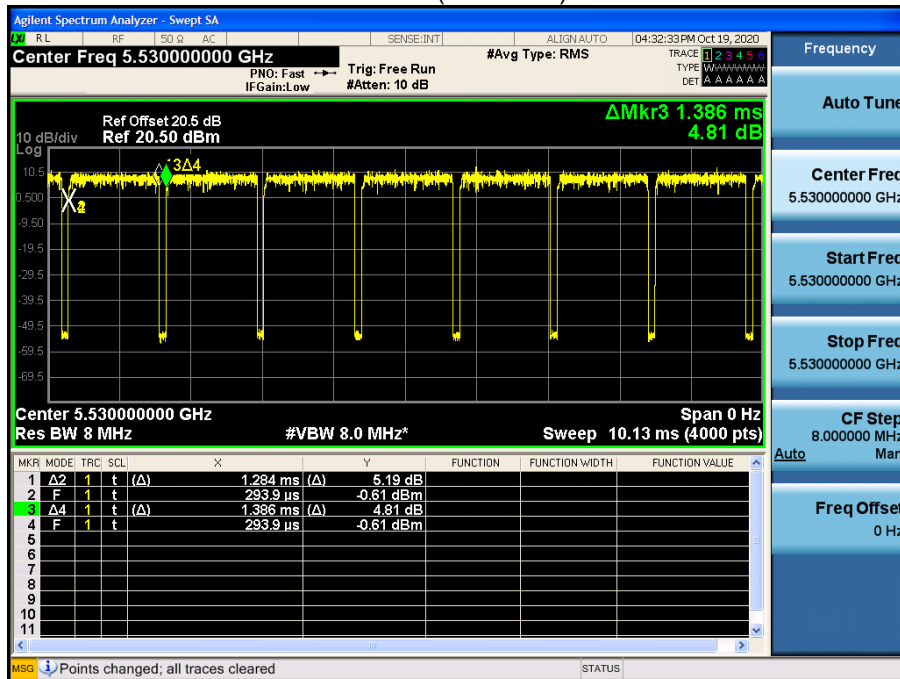 Agilent Spectrum Analyzer - Swept SA
LXI RL RF 50 Ω AC SENSE:INT ALIGN AUTO 04:32:33 PM Oct 19, 2020
Center Freq 5.530000000 GHz #Avg Type: RMS TRACE 1 2 3 4 5 6
PNO: Fast Trig: Free Run TYPE WWWWWW
IFGain:Low #Atten: 10 dB DET A A A A A A
Frequency
Auto Tune
Ref Offset 20.5 dB ΔMkr3 1.386 ms
10 dB/div Ref 20.50 dBm 4.81 dB
Log
10.5
0.500
-9.50
-19.5
-29.5
-39.5
-49.5
-59.5
-69.5
3Δ4
2
Center Freq
5.530000000 GHz
Start Freq
5.530000000 GHz
Stop Freq
5.530000000 GHz
Center 5.530000000 GHz Span 0 Hz
Res BW 8 MHz #VBW 8.0 MHz* Sweep 10.13 ms (4000 pts)
CF Step
8.000000 MHz
Auto Man
MKR MODE TRC SCL X Y FUNCTION FUNCTION WIDTH FUNCTION VALUE
1 Δ2 1 t (Δ) 1.284 ms (Δ) 5.19 dB
2 F 1 t 293.9 µs -0.61 dBm
3 Δ4 1 t (Δ) 1.386 ms (Δ) 4.81 dB
4 F 1 t 293.9 µs -0.61 dBm
5
6
7
8
9
10
11
Freq Offset
0 Hz
MSG Points changed; all traces cleared STATUS